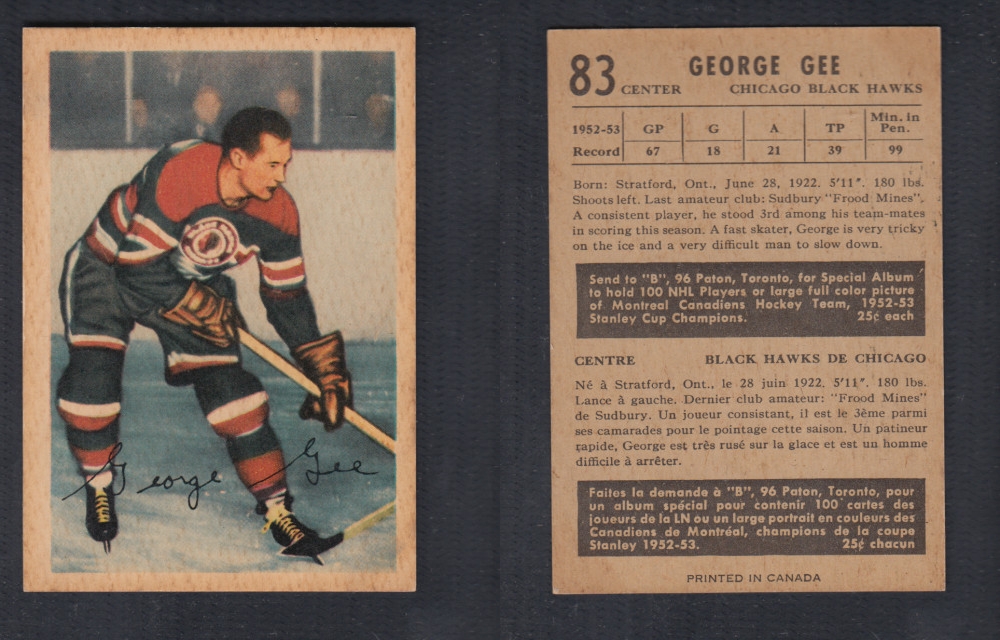 George Gee
83
GEORGE GEE
CENTER
CHICAGO BLACK HAWKS
1952-53 GP G A TP Min. in Pen.
Record 67 18 21 39 99
Born: Stratford, Ont., June 28, 1922. 5'11". 180 lbs.
Shoots left. Last amateur club: Sudbury "Frood Mines".
A consistent player, he stood 3rd among his team-mates
in scoring this season. A fast skater, George is very tricky
on the ice and a very difficult man to slow down.
Send to "B", 96 Paton, Toronto, for Special Album
to hold 100 NHL Players or large full color picture
of Montreal Canadiens Hockey Team, 1952-53
Stanley Cup Champions. 25¢ each
CENTRE BLACK HAWKS DE CHICAGO
Né à Stratford, Ont., le 28 juin 1922. 5'11". 180 lbs.
Lance à gauche. Dernier club amateur: "Frood Mines"
de Sudbury. Un joueur consistant, il est le 3ème parmi
ses camarades pour le pointage cette saison. Un patineur
rapide, George est très rusé sur la glace et est un homme
difficile à arrêter.
Faites la demande à "B", 96 Paton, Toronto, pour
un album spécial pour contenir 100 cartes des
joueurs de la LN ou un large portrait en couleurs des
Canadiens de Montréal, champions de la coupe
Stanley 1952-53. 25¢ chacun
PRINTED IN CANADA